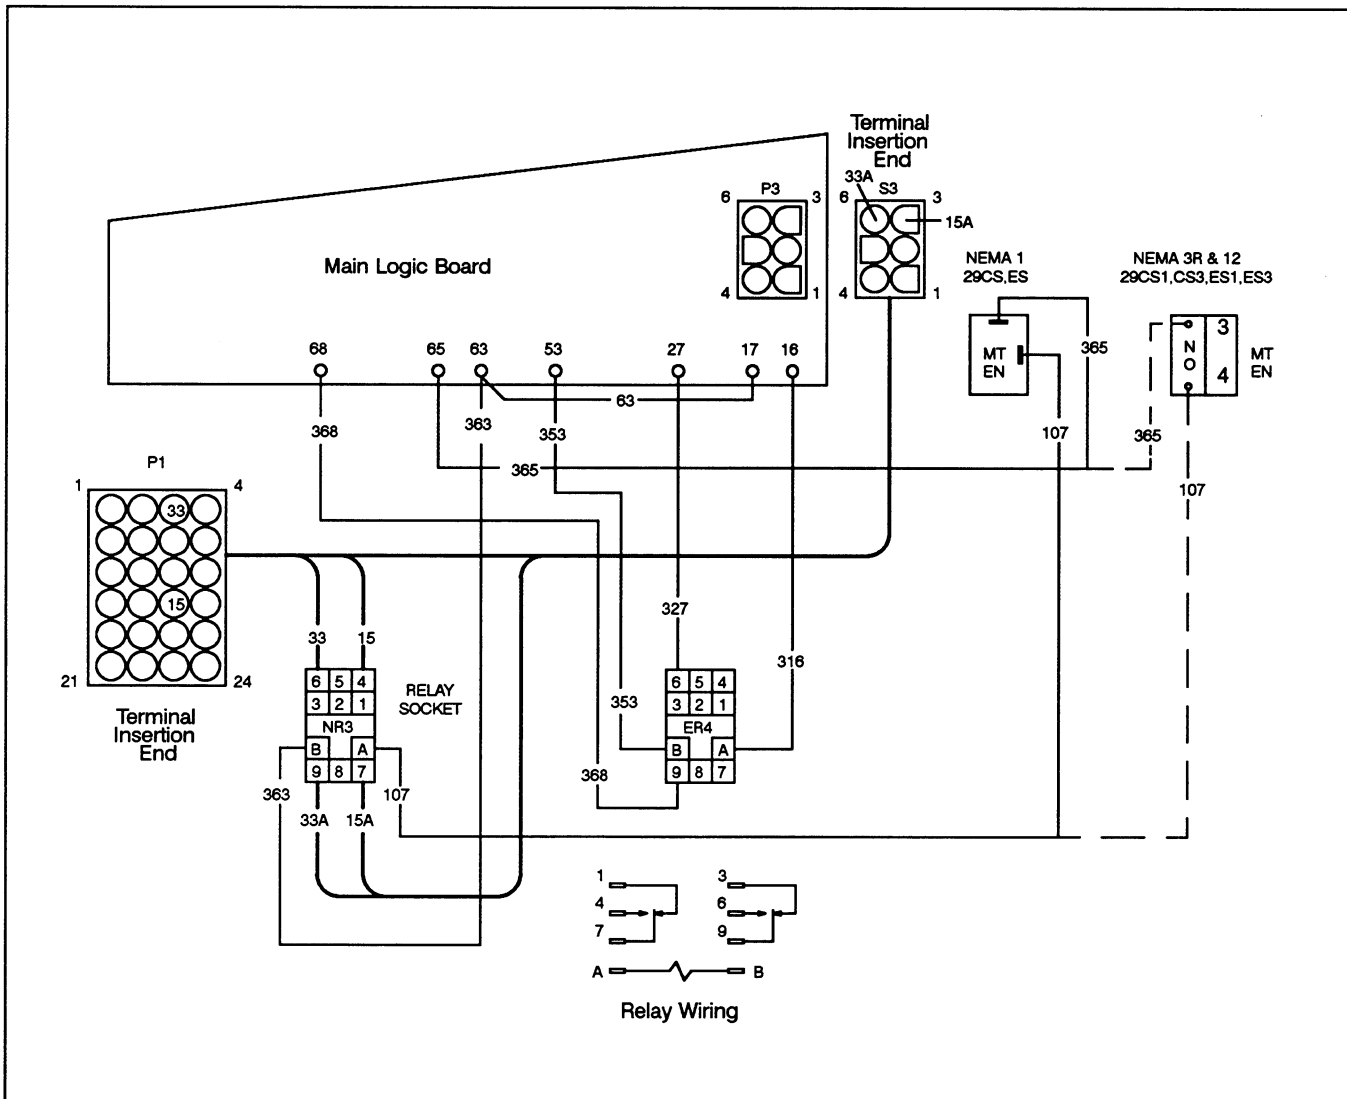 Terminal
Insertion
End
33A
6 P3 3
6 S3 3
15A
Main Logic Board
4 1
4 1
NEMA 1
29CS,ES
NEMA 3R & 12
29CS1,CS3,ES1,ES3
MT
EN
365
N
O
3
4
MT
EN
68 65 63 53 27 17 16
63
368
363
353
107
365
365
107
P1
1 4
33
15
21 24
Terminal
Insertion
End
327
316
33 15
6 5 4
3 2 1
NR3
B A
9 8 7
RELAY
SOCKET
353
6 5 4
3 2 1
ER4
B A
9 8 7
368
363
107
33A 15A
1 3
4 6
7 9
A B
Relay Wiring